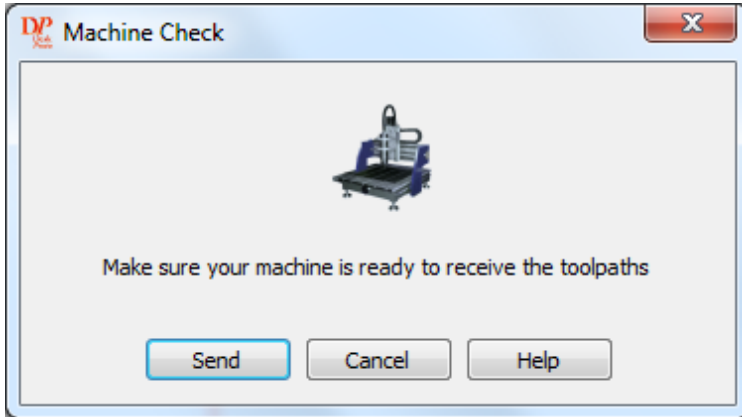 DP
Machine Check
Make sure your machine is ready to receive the toolpaths
Send
Cancel
Help